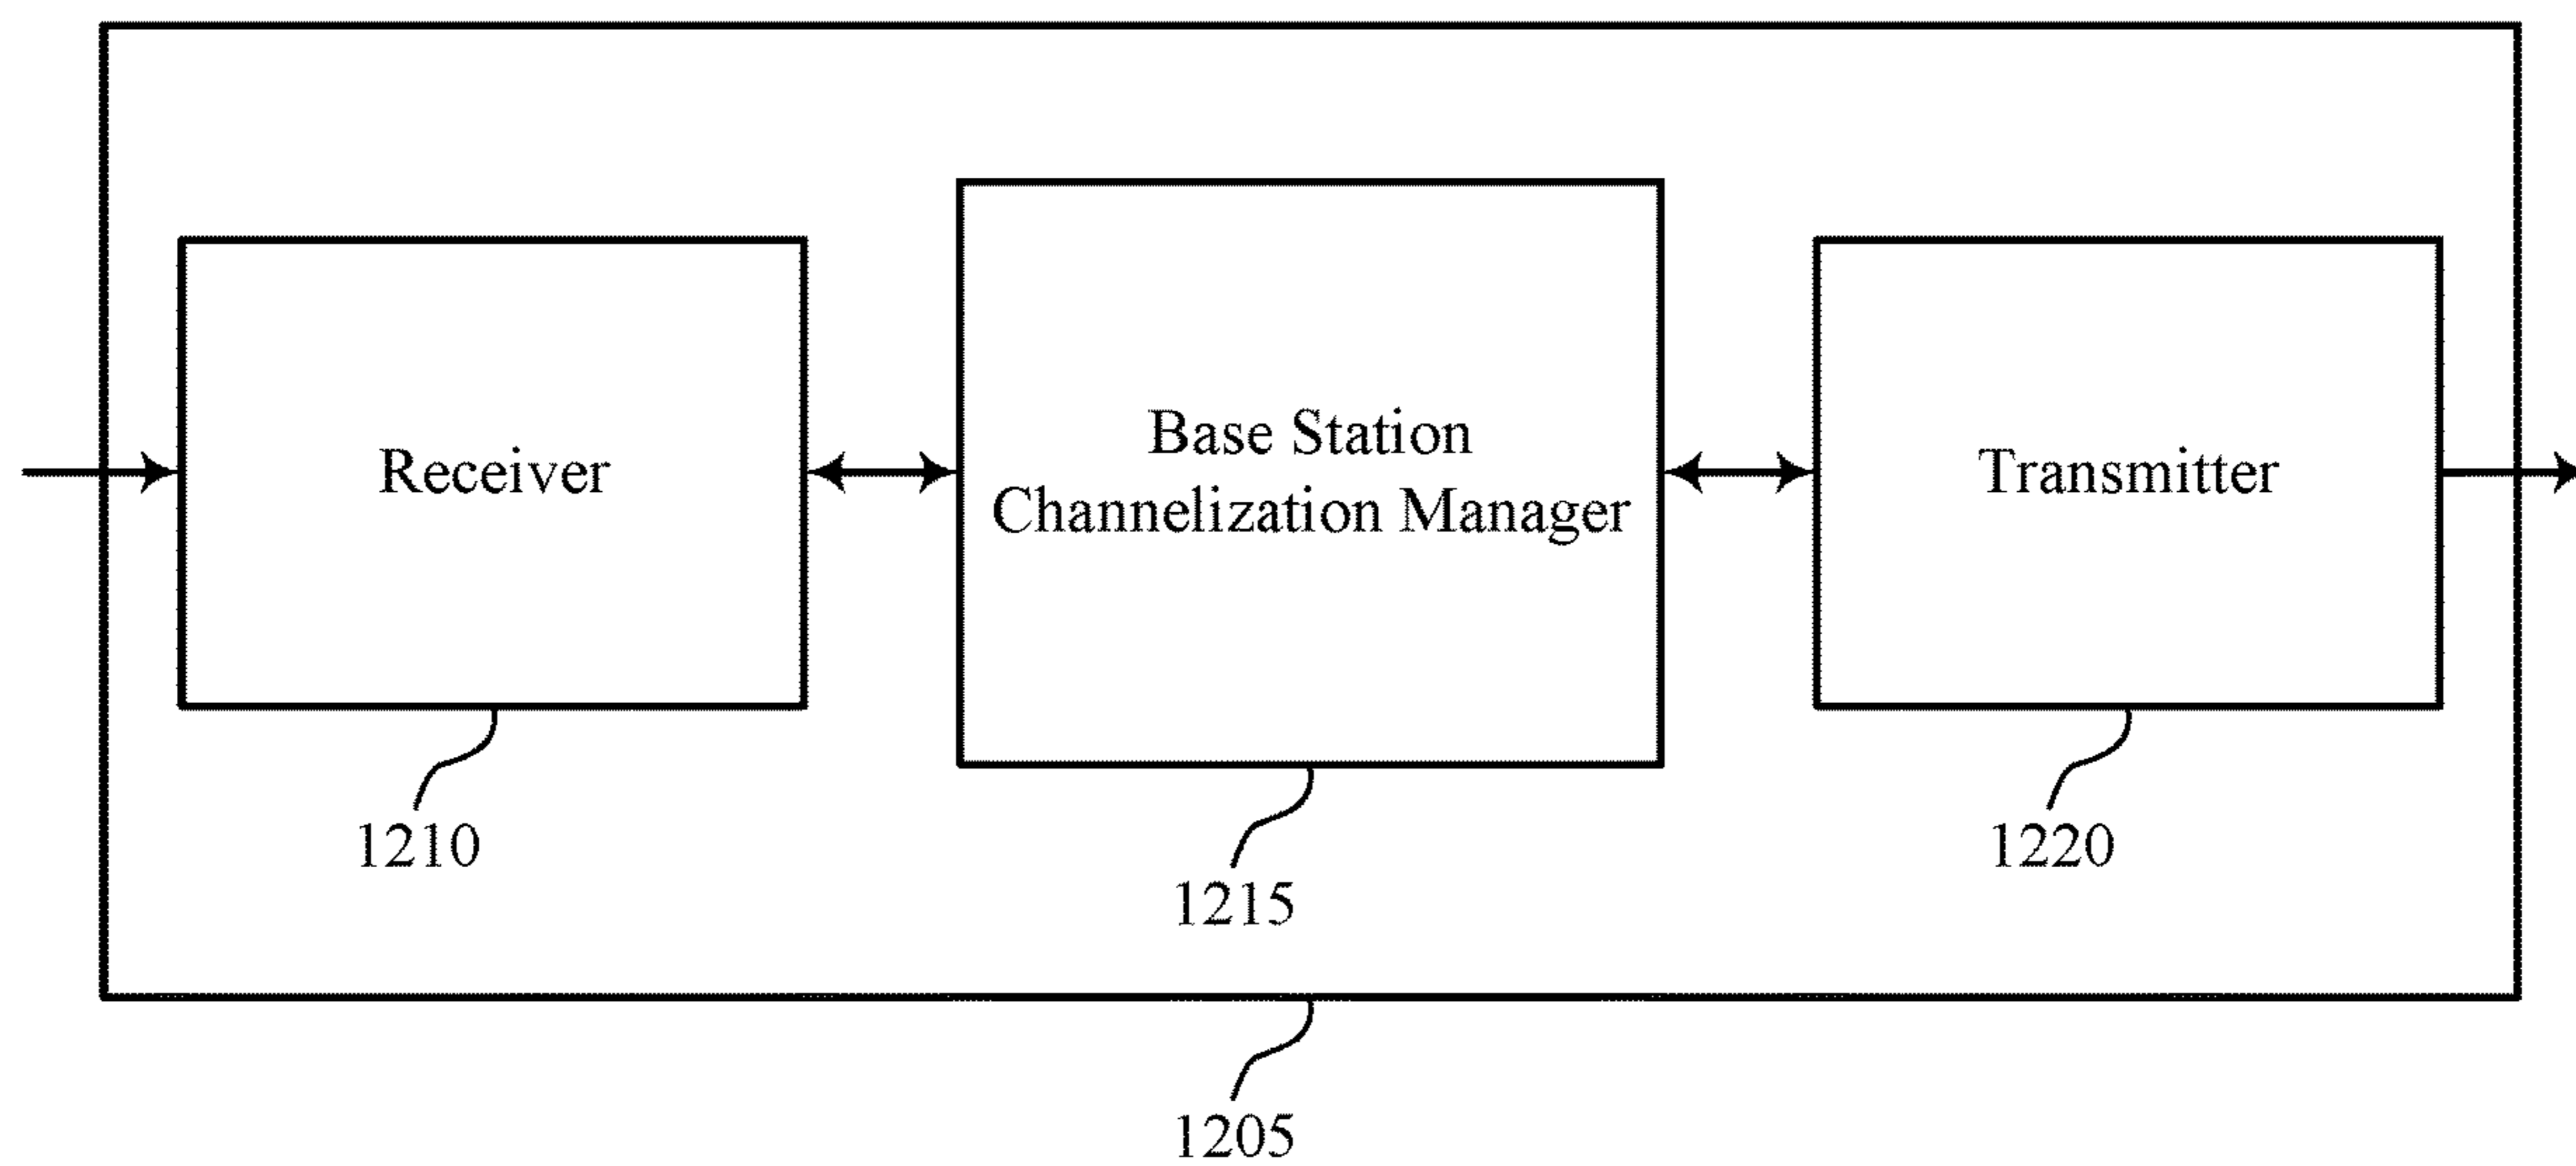 Receiver
Base Station
Channelization Manager
Transmitter
1210
1215
1220
1205